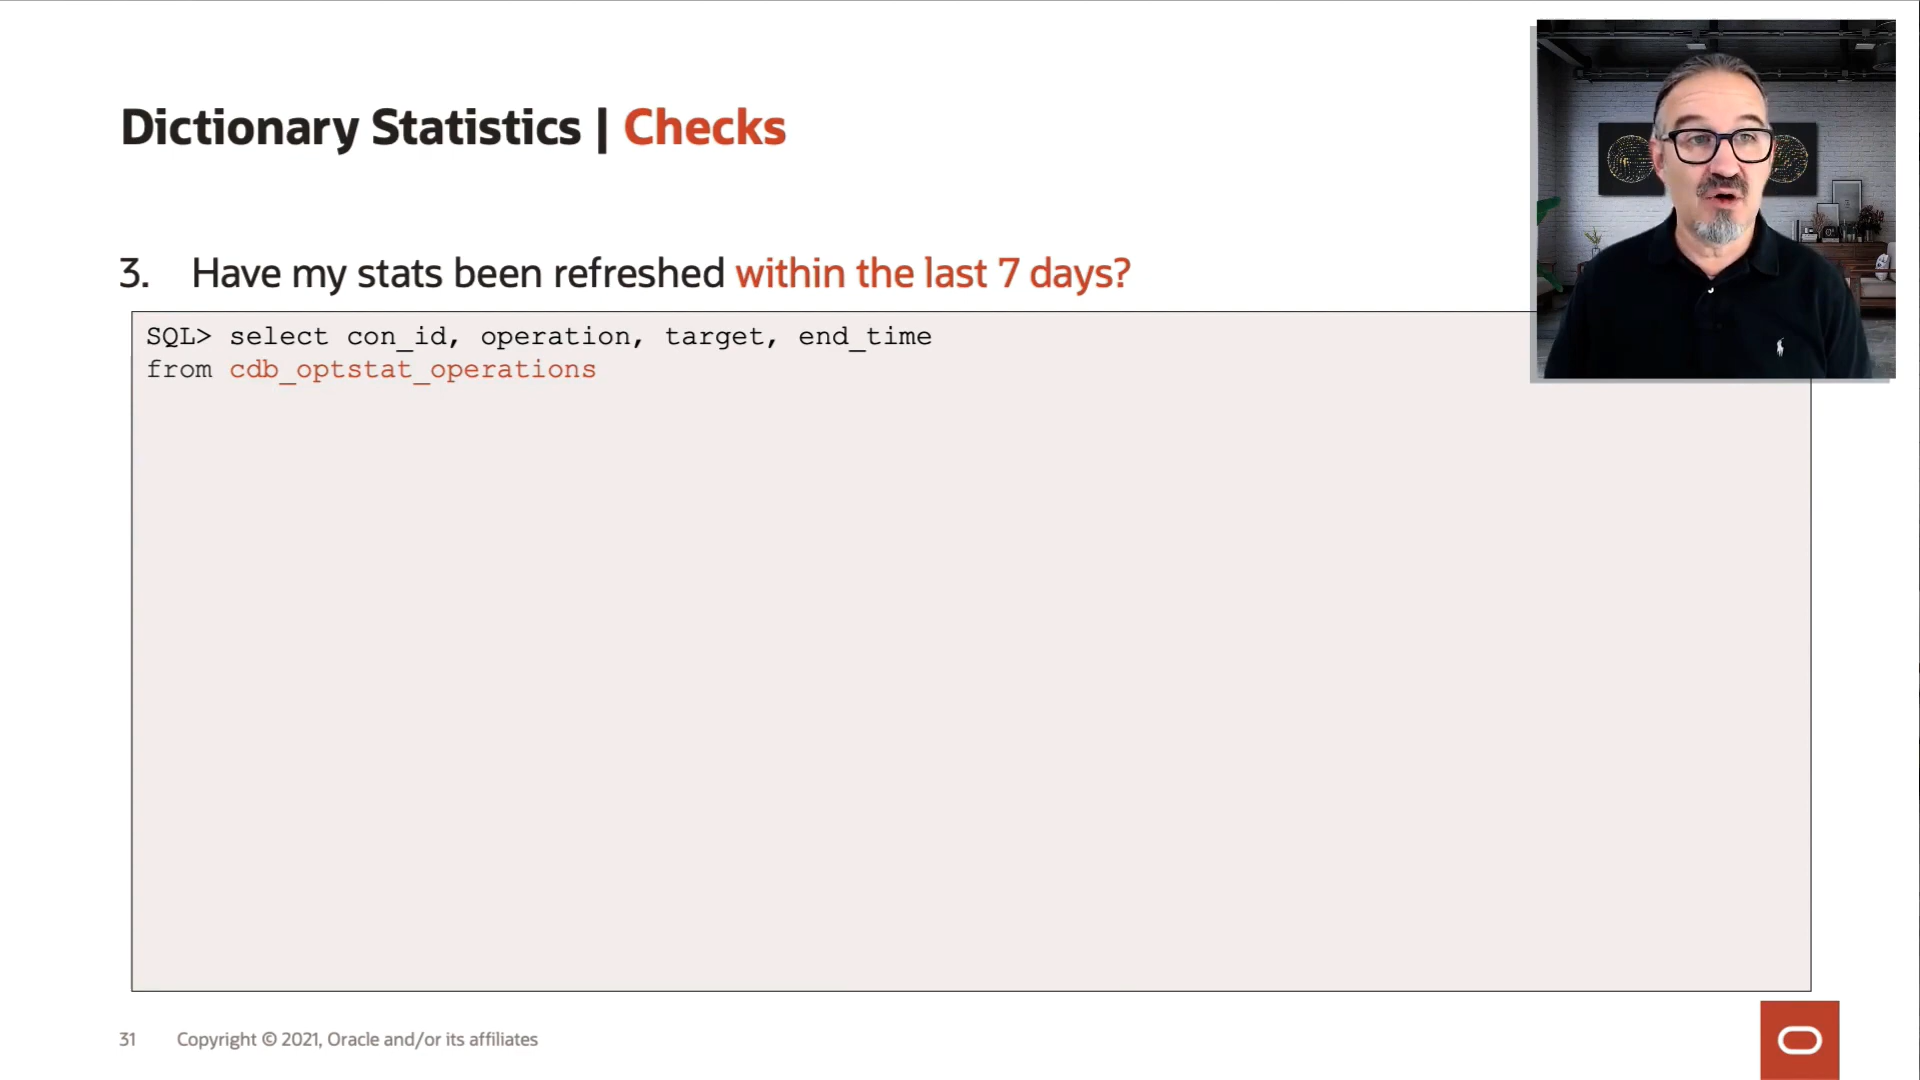 Dictionary Statistics | Checks
3. Have my stats been refreshed within the last 7 days?
SQL> select con_id, operation, target, end_time
from cdb_optstat_operations
31 Copyright © 2021, Oracle and/or its affiliates